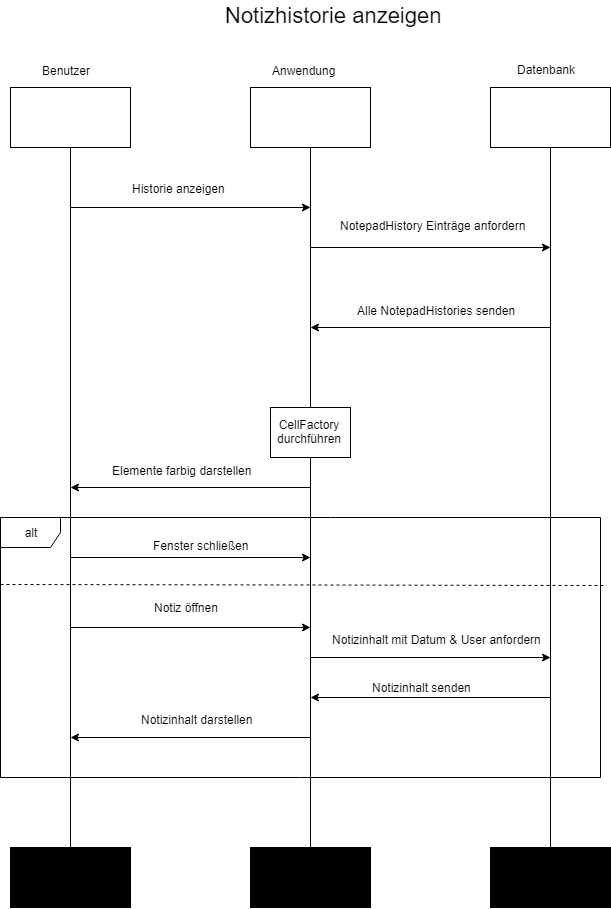 Notizhistorie anzeigen
Benutzer
Anwendung
Datenbank
Historie anzeigen
NotepadHistory Einträge anfordern
Alle NotepadHistories senden
CellFactory
durchführen
Elemente farbig darstellen
alt
Fenster schließen
Notiz öffnen
Notizinhalt mit Datum & User anfordern
Notizinhalt senden
Notizinhalt darstellen